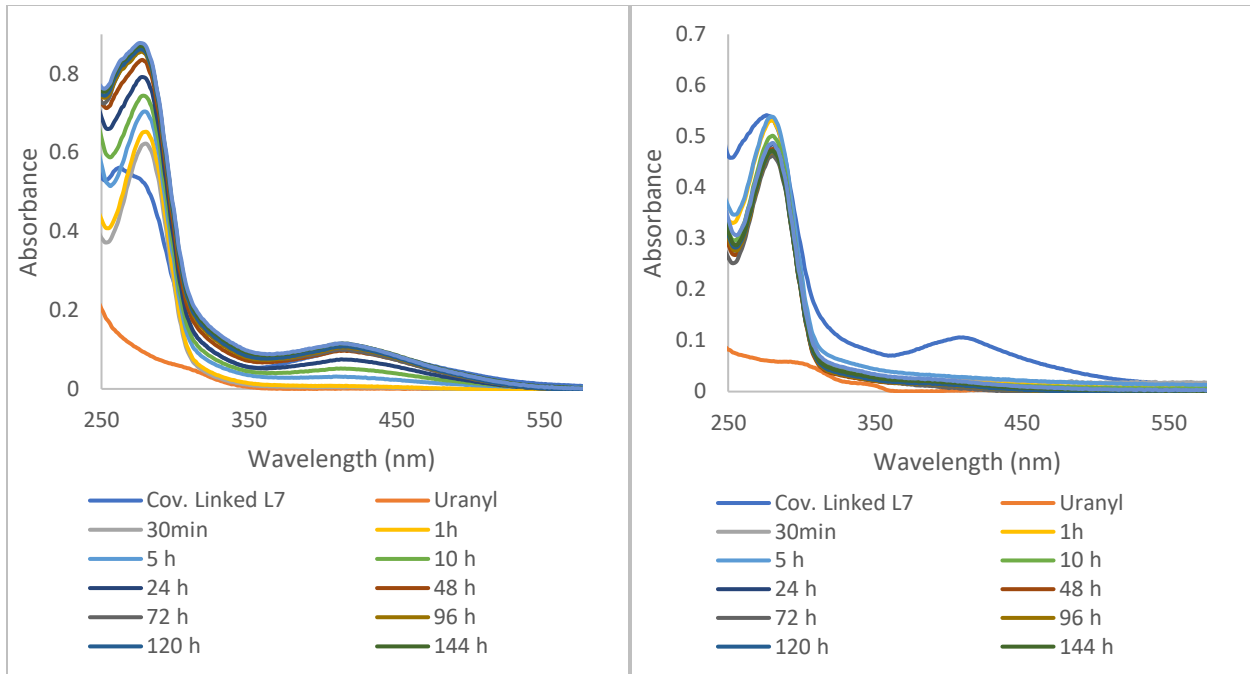 0.8
0.6
0.4
0.2
0
Absorbance
250 350 450 550
Wavelength (nm)
Cov. Linked L7 Uranyl
30min 1h
5 h 10 h
24 h 48 h
72 h 96 h
120 h 144 h
0.7
0.6
0.5
0.4
0.3
0.2
0.1
0
Absorbance
250 350 450 550
Wavelength (nm)
Cov. Linked L7 Uranyl
30min 1h
5 h 10 h
24 h 48 h
72 h 96 h
120 h 144 h